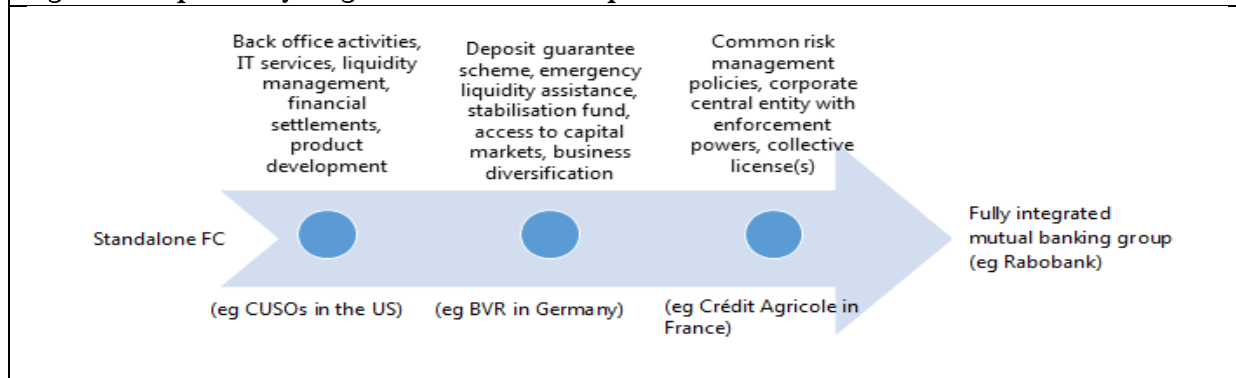 Back office activities,
IT services, liquidity
management,
financial
settlements,
product
development
Deposit guarantee
scheme, emergency
liquidity assistance,
stabilisation fund,
access to capital
markets, business
diversification
Common risk
management
policies, corporate
central entity with
enforcement
powers, collective
license(s)
Standalone FC
Fully integrated
mutual banking group
(eg Rabobank)
(eg CUSOs in the US)
(eg BVR in Germany)
(eg Crédit Agricole in
France)